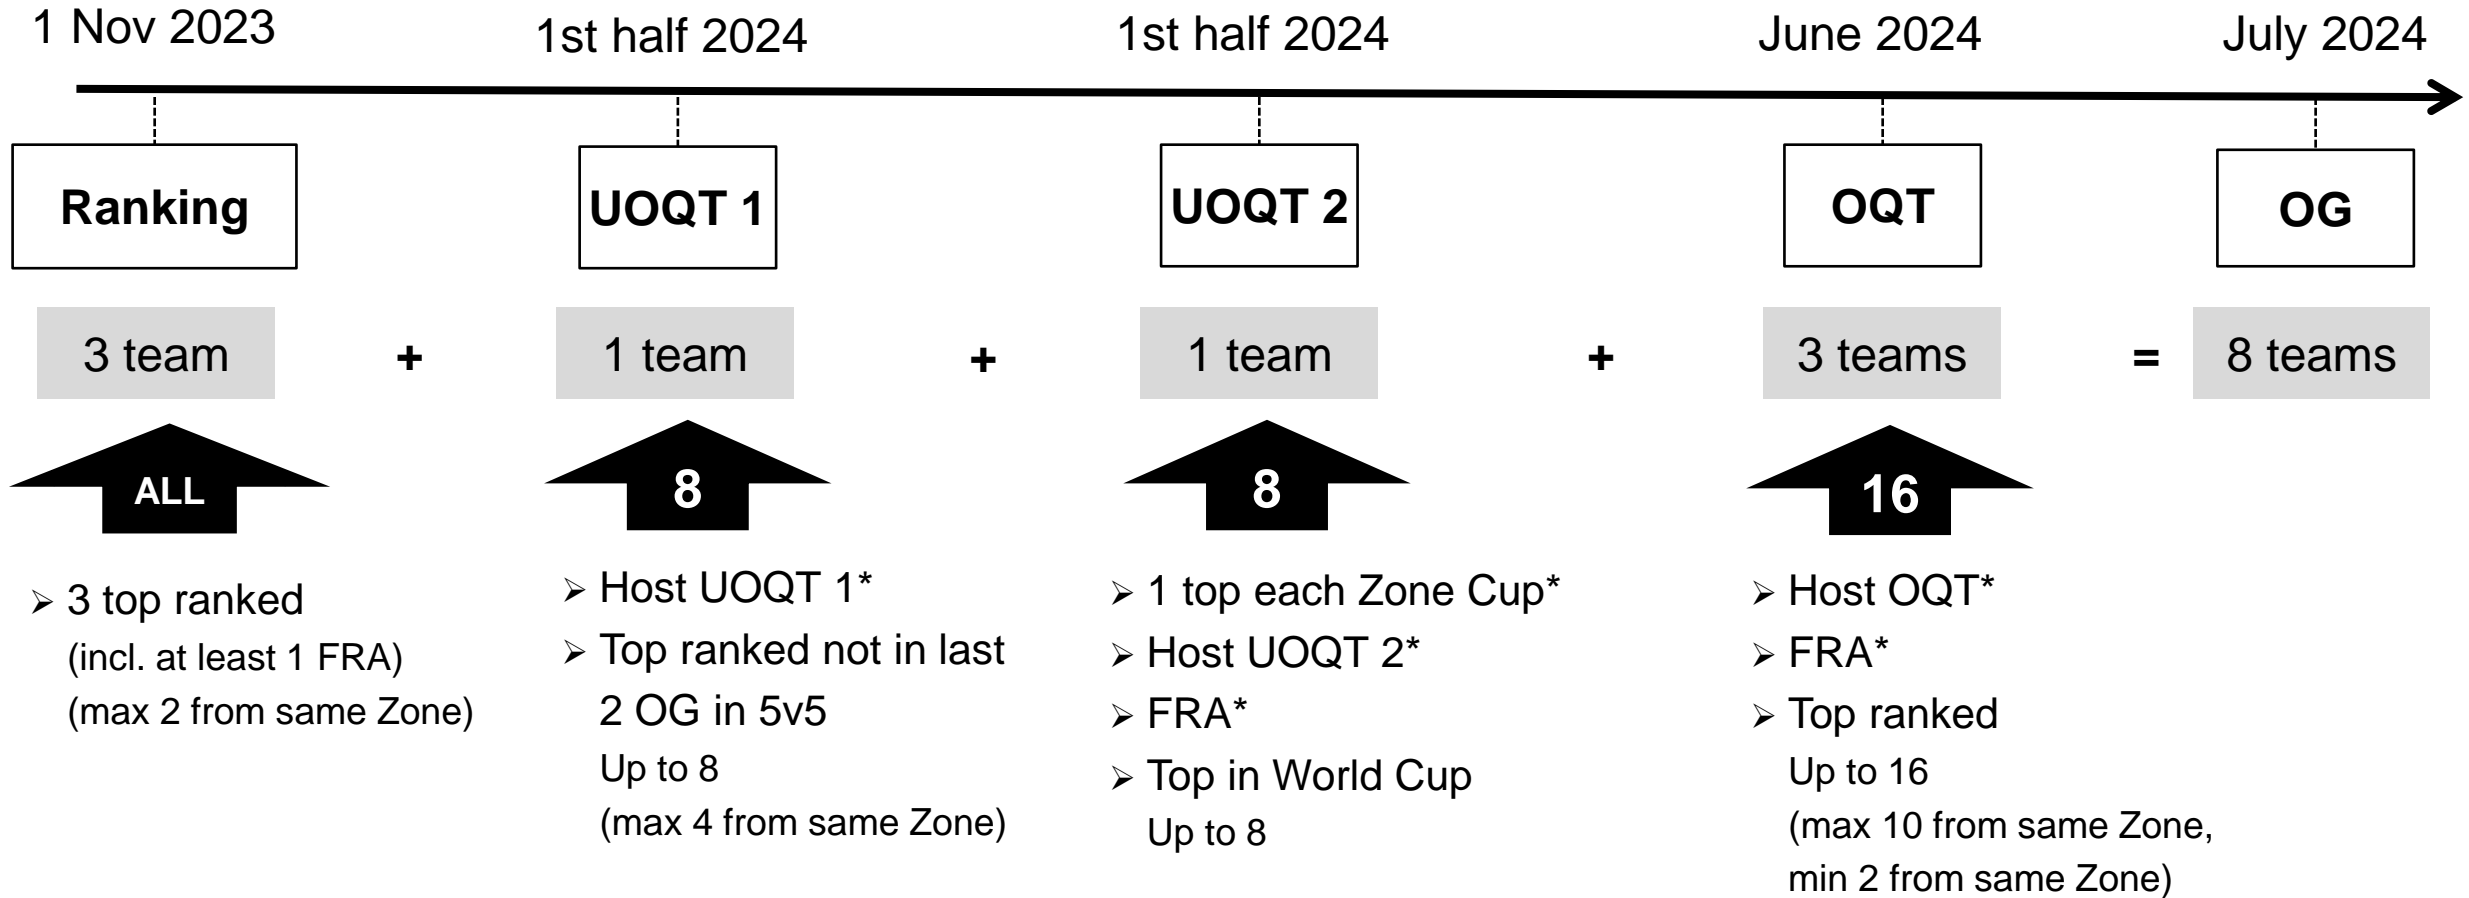 1 Nov 2023
1st half 2024
1st half 2024
June 2024
July 2024
Ranking
UOQT 1
UOQT 2
OQT
OG
3 team
+
1 team
+
1 team
+
3 teams
=
8 teams
ALL
8
8
16
➢ 3 top ranked
(incl. at least 1 FRA)
(max 2 from same Zone)
➢ Host UOQT 1*
➢ Top ranked not in last
2 OG in 5v5
Up to 8
(max 4 from same Zone)
➢ 1 top each Zone Cup*
➢ Host UOQT 2*
➢ FRA*
➢ Top in World Cup
Up to 8
➢ Host OQT*
➢ FRA*
➢ Top ranked
Up to 16
(max 10 from same Zone,
min 2 from same Zone)